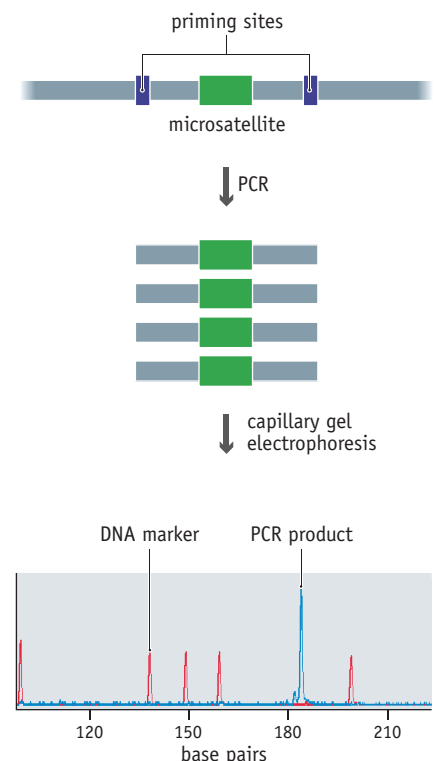 priming sites
microsatellite
PCR
capillary gel
electrophoresis
DNA marker PCR product
120 150 180 210
base pairs